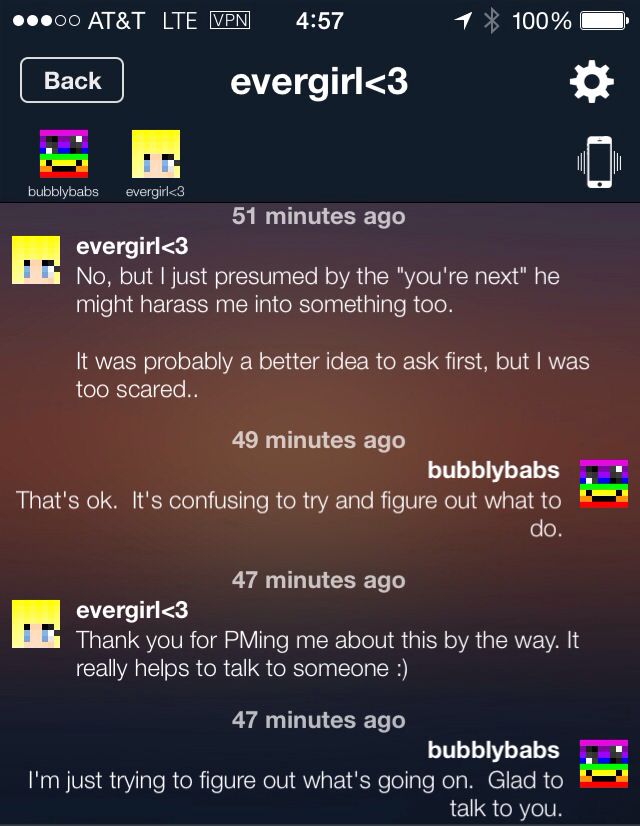 AT&T LTE VPN 4:57 100%
Back evergirl<3
bubblybabs evergirl<3
51 minutes ago
evergirl<3
No, but I just presumed by the "you're next" he
might harass me into something too.
It was probably a better idea to ask first, but I was
too scared..
49 minutes ago
bubblybabs
That's ok.  It's confusing to try and figure out what to
do.
47 minutes ago
evergirl<3
Thank you for PMing me about this by the way. It
really helps to talk to someone :)
47 minutes ago
bubblybabs
I'm just trying to figure out what's going on.  Glad to
talk to you.